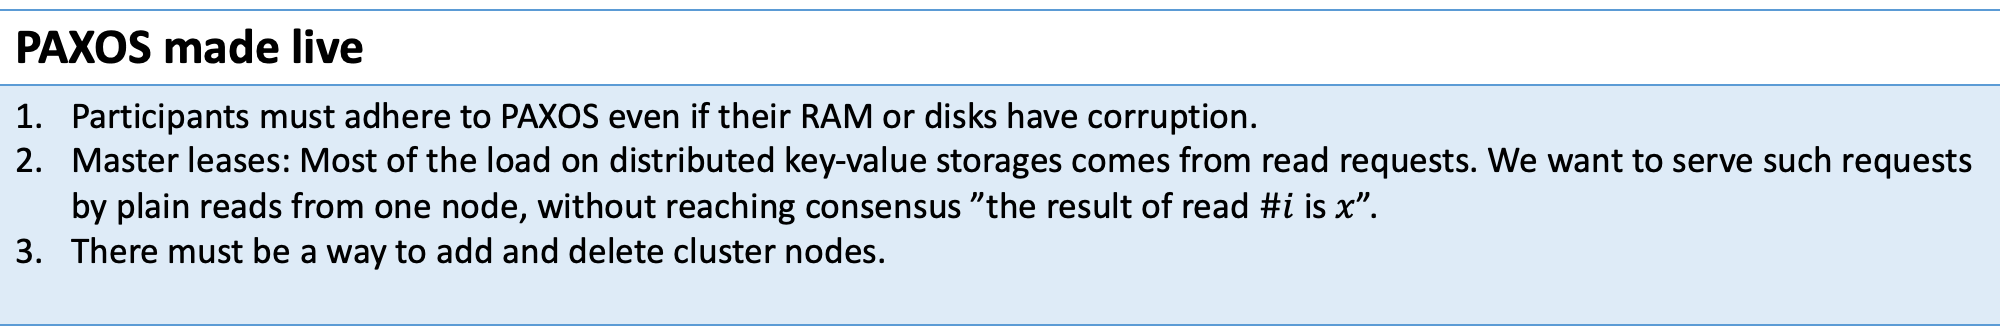 PAXOS made live
1. Participants must adhere to PAXOS even if their RAM or disks have corruption.
2. Master leases: Most of the load on distributed key-value storages comes from read requests. We want to serve such requests
by plain reads from one node, without reaching consensus ”the result of read #𝑖 is 𝑥”.
3. There must be a way to add and delete cluster nodes.